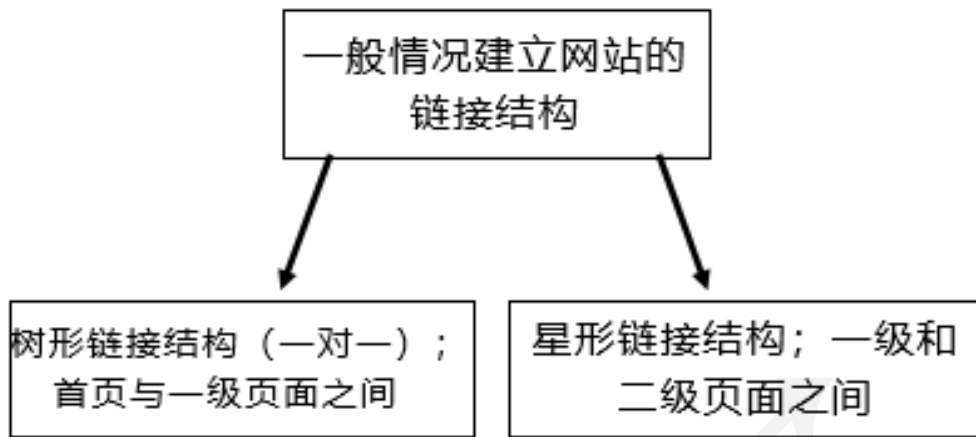 一般情况建立网站的
链接结构
树形链接结构（一对一）；
首页与一级页面之间
星形链接结构；一级和
二级页面之间